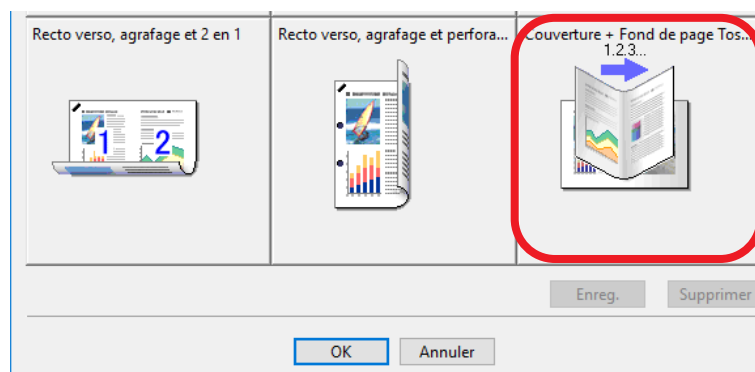 Recto verso, agrafage et 2 en 1
Recto verso, agrafage et perfora...
Couverture + Fond de page Tos...
1.2.3...
1
2
Enreg.
Supprimer
OK
Annuler